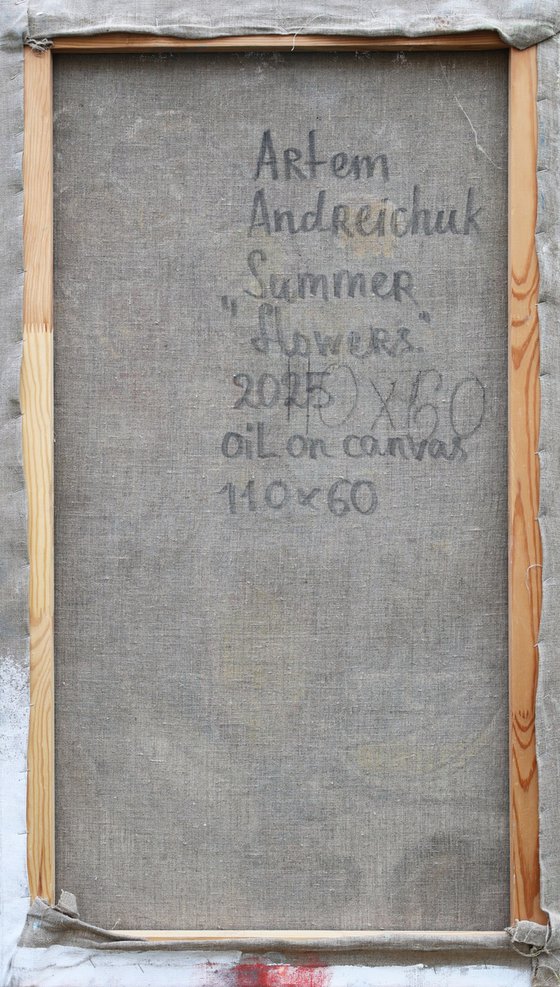 Artem
Andreichuk
"Summer
flowers."
2025
110x60
oil on canvas
110x60